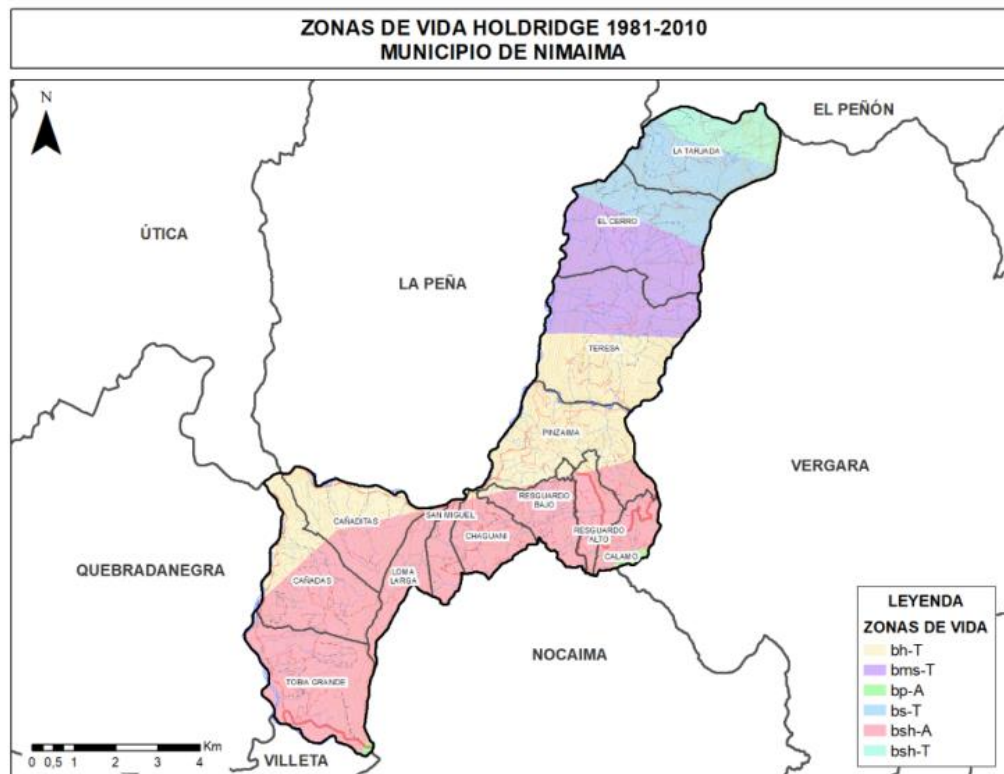 ZONAS DE VIDA HOLDRIDGE 1981-2010
MUNICIPIO DE NIMAIMA
N
EL PEÑÓN
LA TARJADA
EL CERRO
ÚTICA
LA PEÑA
TERESA
PINZAIMA
VERGARA
RESGUARDO
BAJO
SAN MIGUEL
CAÑADITAS
CHAGUANI
RESGUARDO
ALTO
CALAMO
QUEBRADANEGRA
CAÑADAS
LOMA
LARGA
NOCAIMA
TOBIA GRANDE
VILLETA
Km
0 0,5 1 2 3 4
LEYENDA
ZONAS DE VIDA
bh-T
bms-T
bp-A
bs-T
bsh-A
bsh-T